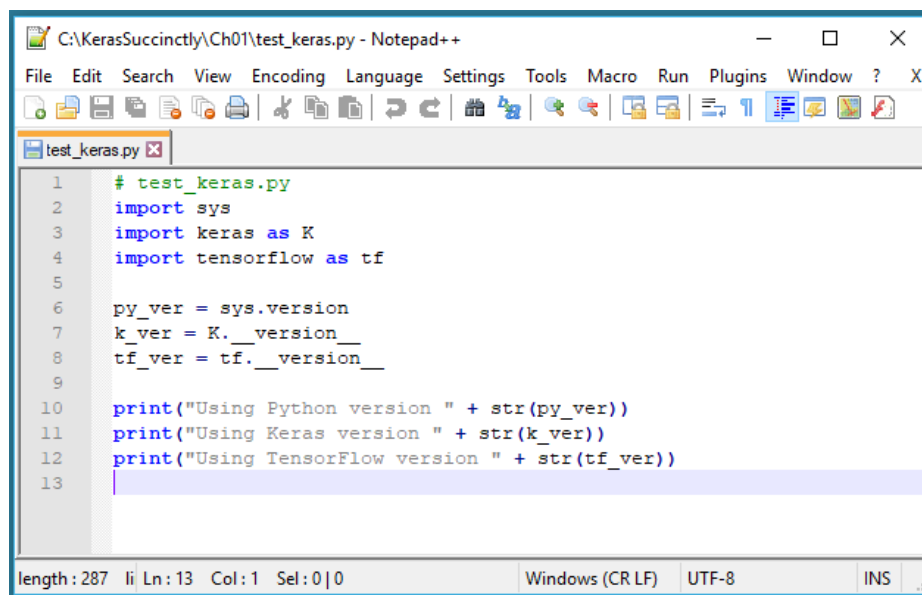 C:\KerasSuccinctly\Ch01\test_keras.py - Notepad++
File Edit Search View Encoding Language Settings Tools Macro Run Plugins Window ? X
test_keras.py
1 # test_keras.py
2 import sys
3 import keras as K
4 import tensorflow as tf
5
6 py_ver = sys.version
7 k_ver = K.__version__
8 tf_ver = tf.__version__
9
10 print("Using Python version " + str(py_ver))
11 print("Using Keras version " + str(k_ver))
12 print("Using TensorFlow version " + str(tf_ver))
13
length : 287 li Ln : 13 Col : 1 Sel : 0 | 0 Windows (CR LF) UTF-8 INS